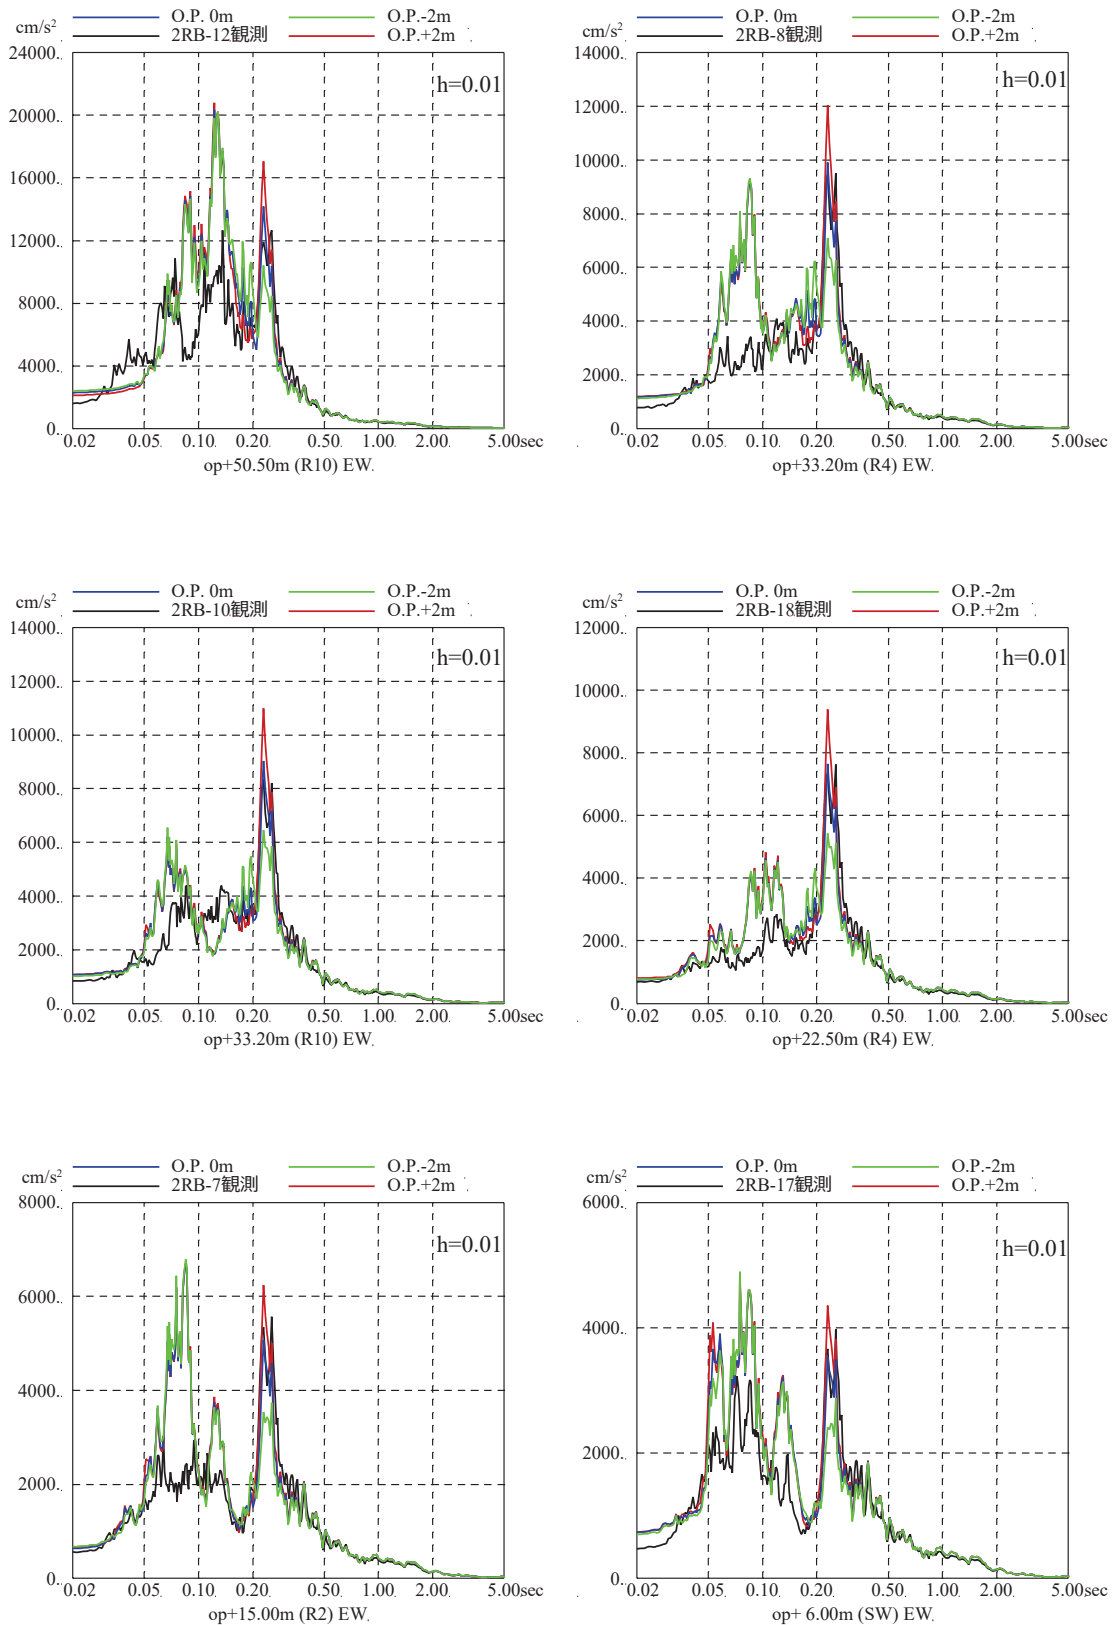 cm/s²
O.P. 0m
O.P.-2m
2RB-12観測
O.P.+2m
24000.
20000.
16000.
12000.
8000.
4000.
0.
h=0.01
0.02 0.05 0.10 0.20 0.50 1.00 2.00 5.00sec
op+50.50m (R10) EW.
cm/s²
O.P. 0m
O.P.-2m
2RB-8観測
O.P.+2m
14000.
12000.
10000.
8000.
6000.
4000.
2000.
0.
h=0.01
0.02 0.05 0.10 0.20 0.50 1.00 2.00 5.00sec
op+33.20m (R4) EW.
cm/s²
O.P. 0m
O.P.-2m
2RB-10観測
O.P.+2m
14000.
12000.
10000.
8000.
6000.
4000.
2000.
0.
h=0.01
0.02 0.05 0.10 0.20 0.50 1.00 2.00 5.00sec
op+33.20m (R10) EW.
cm/s²
O.P. 0m
O.P.-2m
2RB-18観測
O.P.+2m
12000.
10000.
8000.
6000.
4000.
2000.
0.
h=0.01
0.02 0.05 0.10 0.20 0.50 1.00 2.00 5.00sec
op+22.50m (R4) EW.
cm/s²
O.P. 0m
O.P.-2m
2RB-7観測
O.P.+2m
8000.
6000.
4000.
2000.
0.
h=0.01
0.02 0.05 0.10 0.20 0.50 1.00 2.00 5.00sec
op+15.00m (R2) EW.
cm/s²
O.P. 0m
O.P.-2m
2RB-17観測
O.P.+2m
6000.
4000.
2000.
0.
h=0.01
0.02 0.05 0.10 0.20 0.50 1.00 2.00 5.00sec
op+ 6.00m (SW) EW.